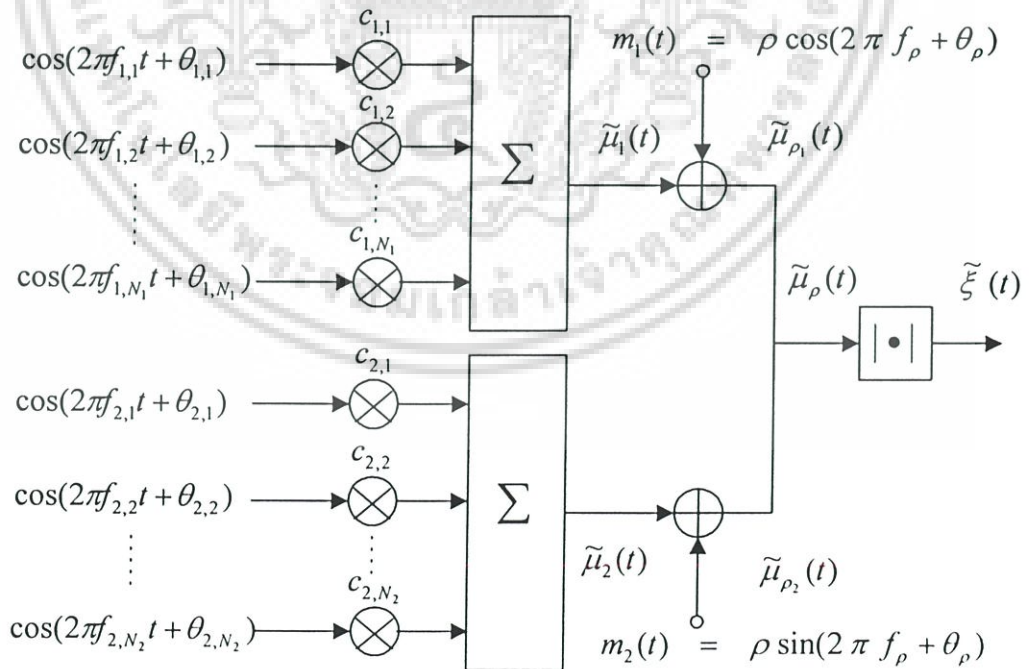 c_{1,1}
m_1(t) = ρ cos(2 π f_ρ + θ_ρ)
cos(2πf_{1,1}t + θ_{1,1})
c_{1,2}
cos(2πf_{1,2}t + θ_{1,2})
Σ
μ̃_1(t)
μ̃_{ρ_1}(t)
c_{1,N_1}
cos(2πf_{1,N_1}t + θ_{1,N_1})
μ̃_ρ(t)
ξ̃ (t)
| • |
c_{2,1}
cos(2πf_{2,1}t + θ_{2,1})
c_{2,2}
cos(2πf_{2,2}t + θ_{2,2})
Σ
μ̃_2(t)
μ̃_{ρ_2}(t)
c_{2,N_2}
cos(2πf_{2,N_2}t + θ_{2,N_2})
m_2(t) = ρ sin(2 π f_ρ + θ_ρ)